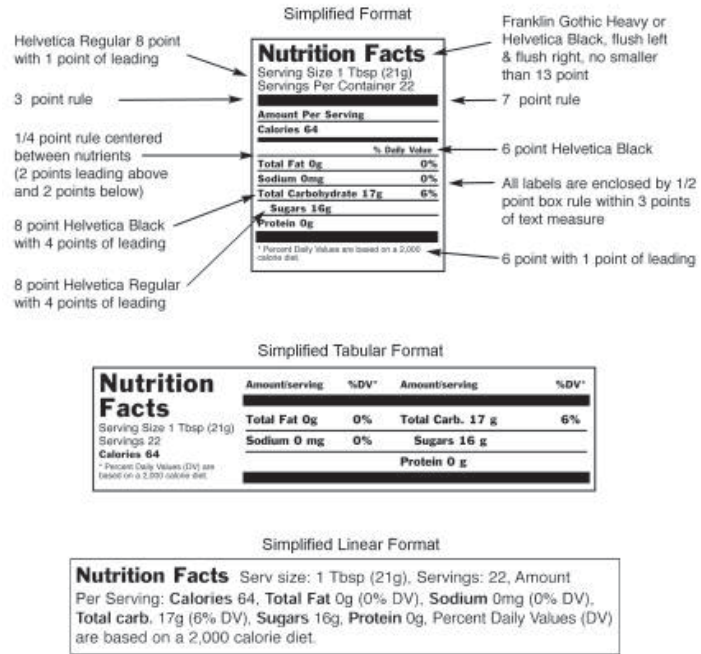 Simplified Format
Helvetica Regular 8 point
with 1 point of leading
3 point rule
1/4 point rule centered
between nutrients
(2 points leading above
and 2 points below)
8 point Helvetica Black
with 4 points of leading
8 point Helvetica Regular
with 4 points of leading
Nutrition Facts
Serving Size 1 Tbsp (21g)
Servings Per Container 22
Amount Per Serving
Calories 64
% Daily Value
Total Fat 0g 0%
Sodium 0mg 0%
Total Carbohydrate 17g 6%
Sugars 16g
Protein 0g
* Percent Daily Values are based on a 2,000
calorie diet.
Franklin Gothic Heavy or
Helvetica Black, flush left
& flush right, no smaller
than 13 point
7 point rule
6 point Helvetica Black
All labels are enclosed by 1/2
point box rule within 3 points
of text measure
6 point with 1 point of leading
Simplified Tabular Format
Nutrition
Facts
Serving Size 1 Tbsp (21g)
Servings 22
Calories 64
* Percent Daily Values (DV) are
based on a 2,000 calorie diet.
Amount/serving %DV* Amount/serving %DV*
Total Fat 0g 0% Total Carb. 17 g 6%
Sodium 0 mg 0% Sugars 16 g
Protein 0 g
Simplified Linear Format
Nutrition Facts Serv size: 1 Tbsp (21g), Servings: 22, Amount
Per Serving: Calories 64, Total Fat 0g (0% DV), Sodium 0mg (0% DV),
Total carb. 17g (6% DV), Sugars 16g, Protein 0g, Percent Daily Values (DV)
are based on a 2,000 calorie diet.